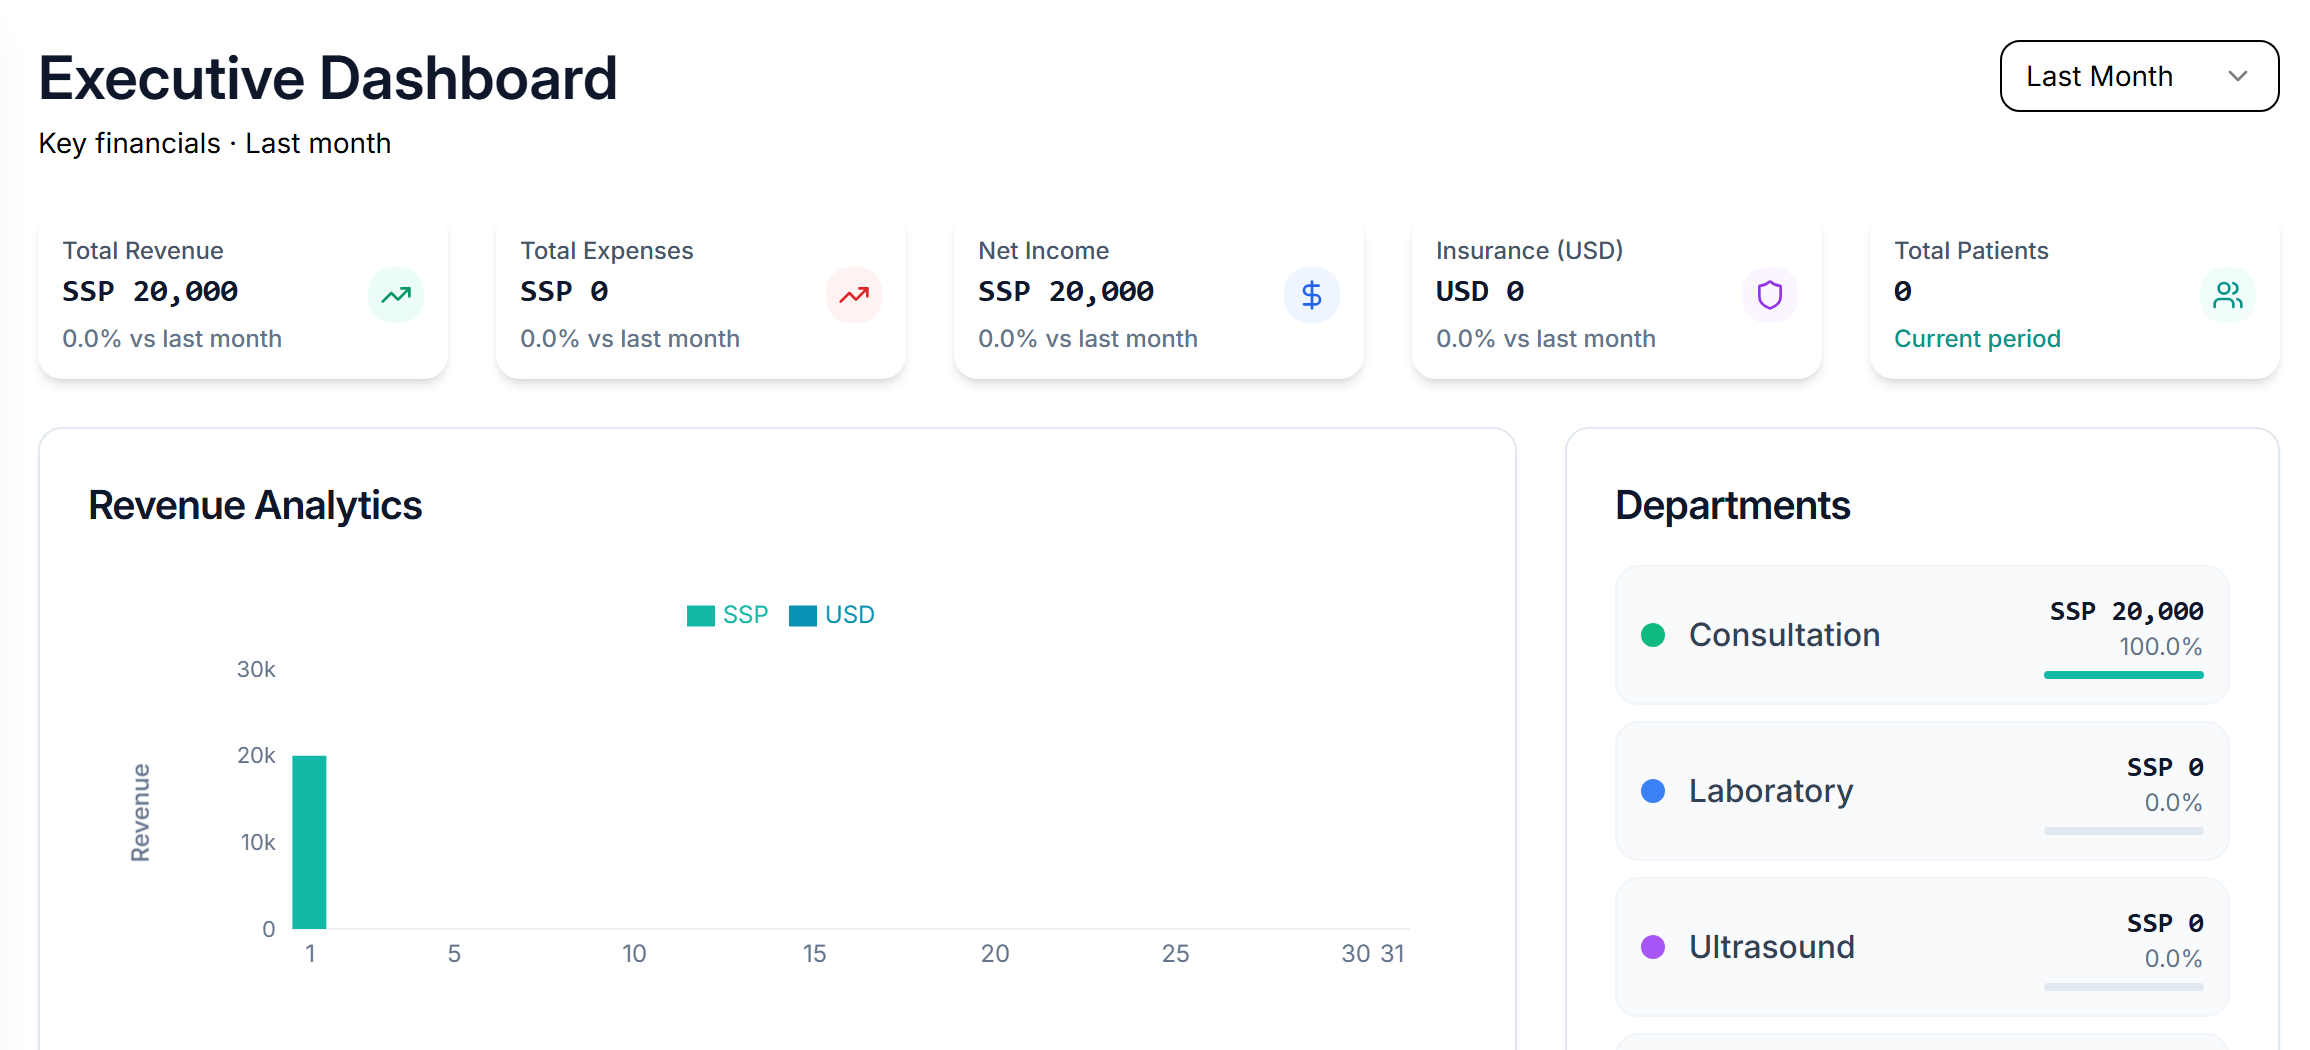 Executive Dashboard
Last Month
Key financials · Last month
Total Revenue
SSP 20,000
0.0% vs last month
Total Expenses
SSP 0
0.0% vs last month
Net Income
SSP 20,000
0.0% vs last month
Insurance (USD)
USD 0
0.0% vs last month
Total Patients
0
Current period
Revenue Analytics
SSP USD
30k
20k
10k
0
Revenue
1 5 10 15 20 25 30 31
Departments
Consultation
SSP 20,000
100.0%
Laboratory
SSP 0
0.0%
Ultrasound
SSP 0
0.0%